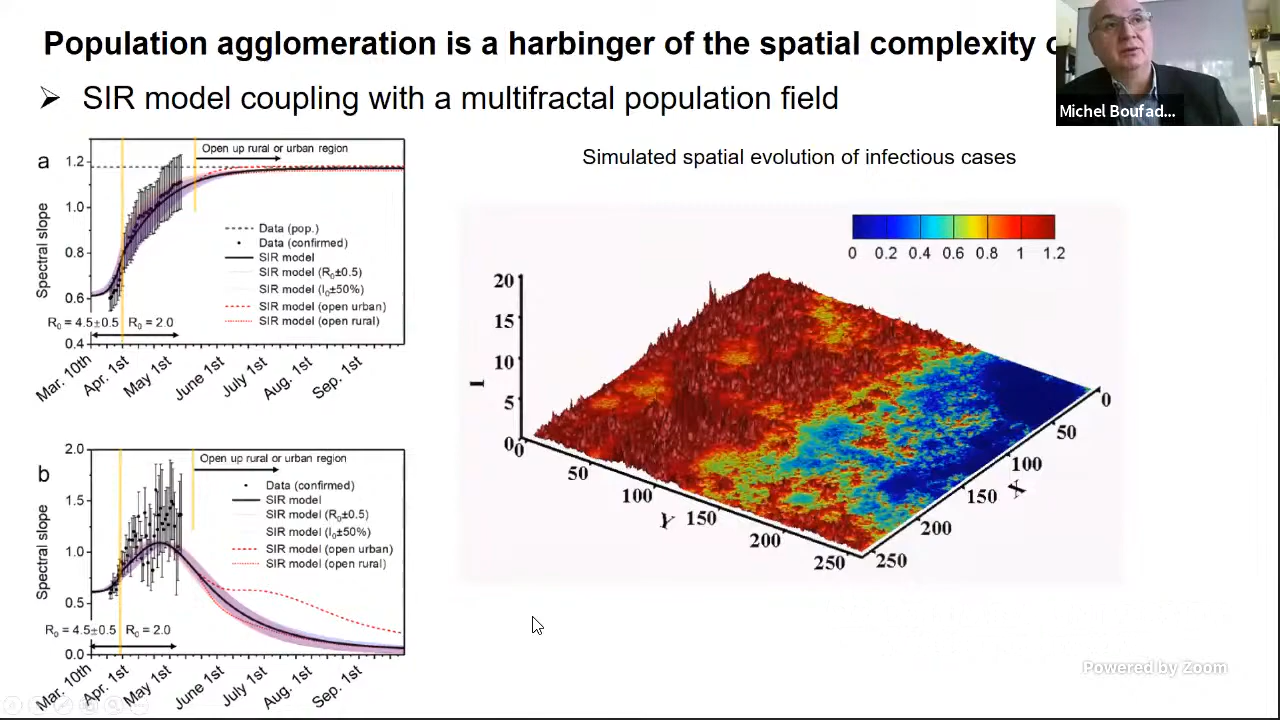 Population agglomeration is a harbinger of the spatial complexity
Michel Boufad...
➢ SIR model coupling with a multifractal population field
Simulated spatial evolution of infectious cases
a
Open up rural or urban region
Spectral slope
1.2
1.0
0.8
0.6
0.4
Data (pop.)
Data (confirmed)
SIR model
SIR model (R₀±0.5)
SIR model (I₀±50%)
SIR model (open urban)
SIR model (open rural)
R₀ = 4.5±0.5 R₀ = 2.0
Mar. 10th
Apr. 1st
May 1st
June 1st
July 1st
Aug. 1st
Sep. 1st
b
Open up rural or urban region
Spectral slope
2.0
1.5
1.0
0.5
0.0
Data (confirmed)
SIR model
SIR model (R₀±0.5)
SIR model (I₀±50%)
SIR model (open urban)
SIR model (open rural)
R₀ = 4.5±0.5 R₀ = 2.0
Mar. 10th
Apr. 1st
May 1st
June 1st
July 1st
Aug. 1st
Sep. 1st
0 0.2 0.4 0.6 0.8 1 1.2
I
20
15
10
5
0
0
50
100
Y
150
200
250
0
50
100
X
150
200
250
Powered by Zoom